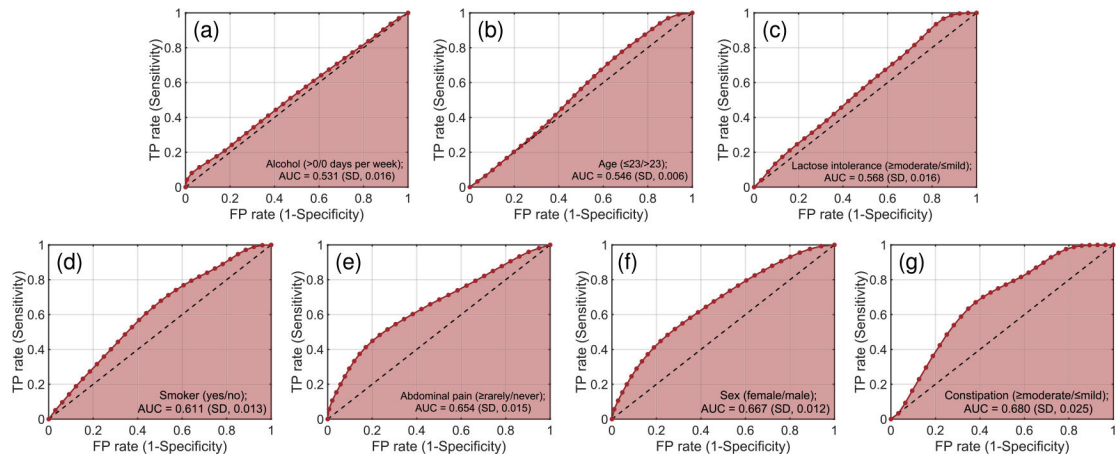 (a)
TP rate (Sensitivity)
1
0.8
0.6
0.4
0.2
0
Alcohol (>0/0 days per week);
AUC = 0.531 (SD, 0.016)
0 0.2 0.4 0.6 0.8 1
FP rate (1-Specificity)
(b)
TP rate (Sensitivity)
1
0.8
0.6
0.4
0.2
0
Age (≤23/>23);
AUC = 0.546 (SD, 0.006)
0 0.2 0.4 0.6 0.8 1
FP rate (1-Specificity)
(c)
TP rate (Sensitivity)
1
0.8
0.6
0.4
0.2
0
Lactose intolerance (≥moderate/≤mild);
AUC = 0.568 (SD, 0.016)
0 0.2 0.4 0.6 0.8 1
FP rate (1-Specificity)
(d)
TP rate (Sensitivity)
1
0.8
0.6
0.4
0.2
0
Smoker (yes/no);
AUC = 0.611 (SD, 0.013)
0 0.2 0.4 0.6 0.8 1
FP rate (1-Specificity)
(e)
TP rate (Sensitivity)
1
0.8
0.6
0.4
0.2
0
Abdominal pain (≥rarely/never);
AUC = 0.654 (SD, 0.015)
0 0.2 0.4 0.6 0.8 1
FP rate (1-Specificity)
(f)
TP rate (Sensitivity)
1
0.8
0.6
0.4
0.2
0
Sex (female/male);
AUC = 0.667 (SD, 0.012)
0 0.2 0.4 0.6 0.8 1
FP rate (1-Specificity)
(g)
TP rate (Sensitivity)
1
0.8
0.6
0.4
0.2
0
Constipation (≥moderate/≤mild);
AUC = 0.680 (SD, 0.025)
0 0.2 0.4 0.6 0.8 1
FP rate (1-Specificity)